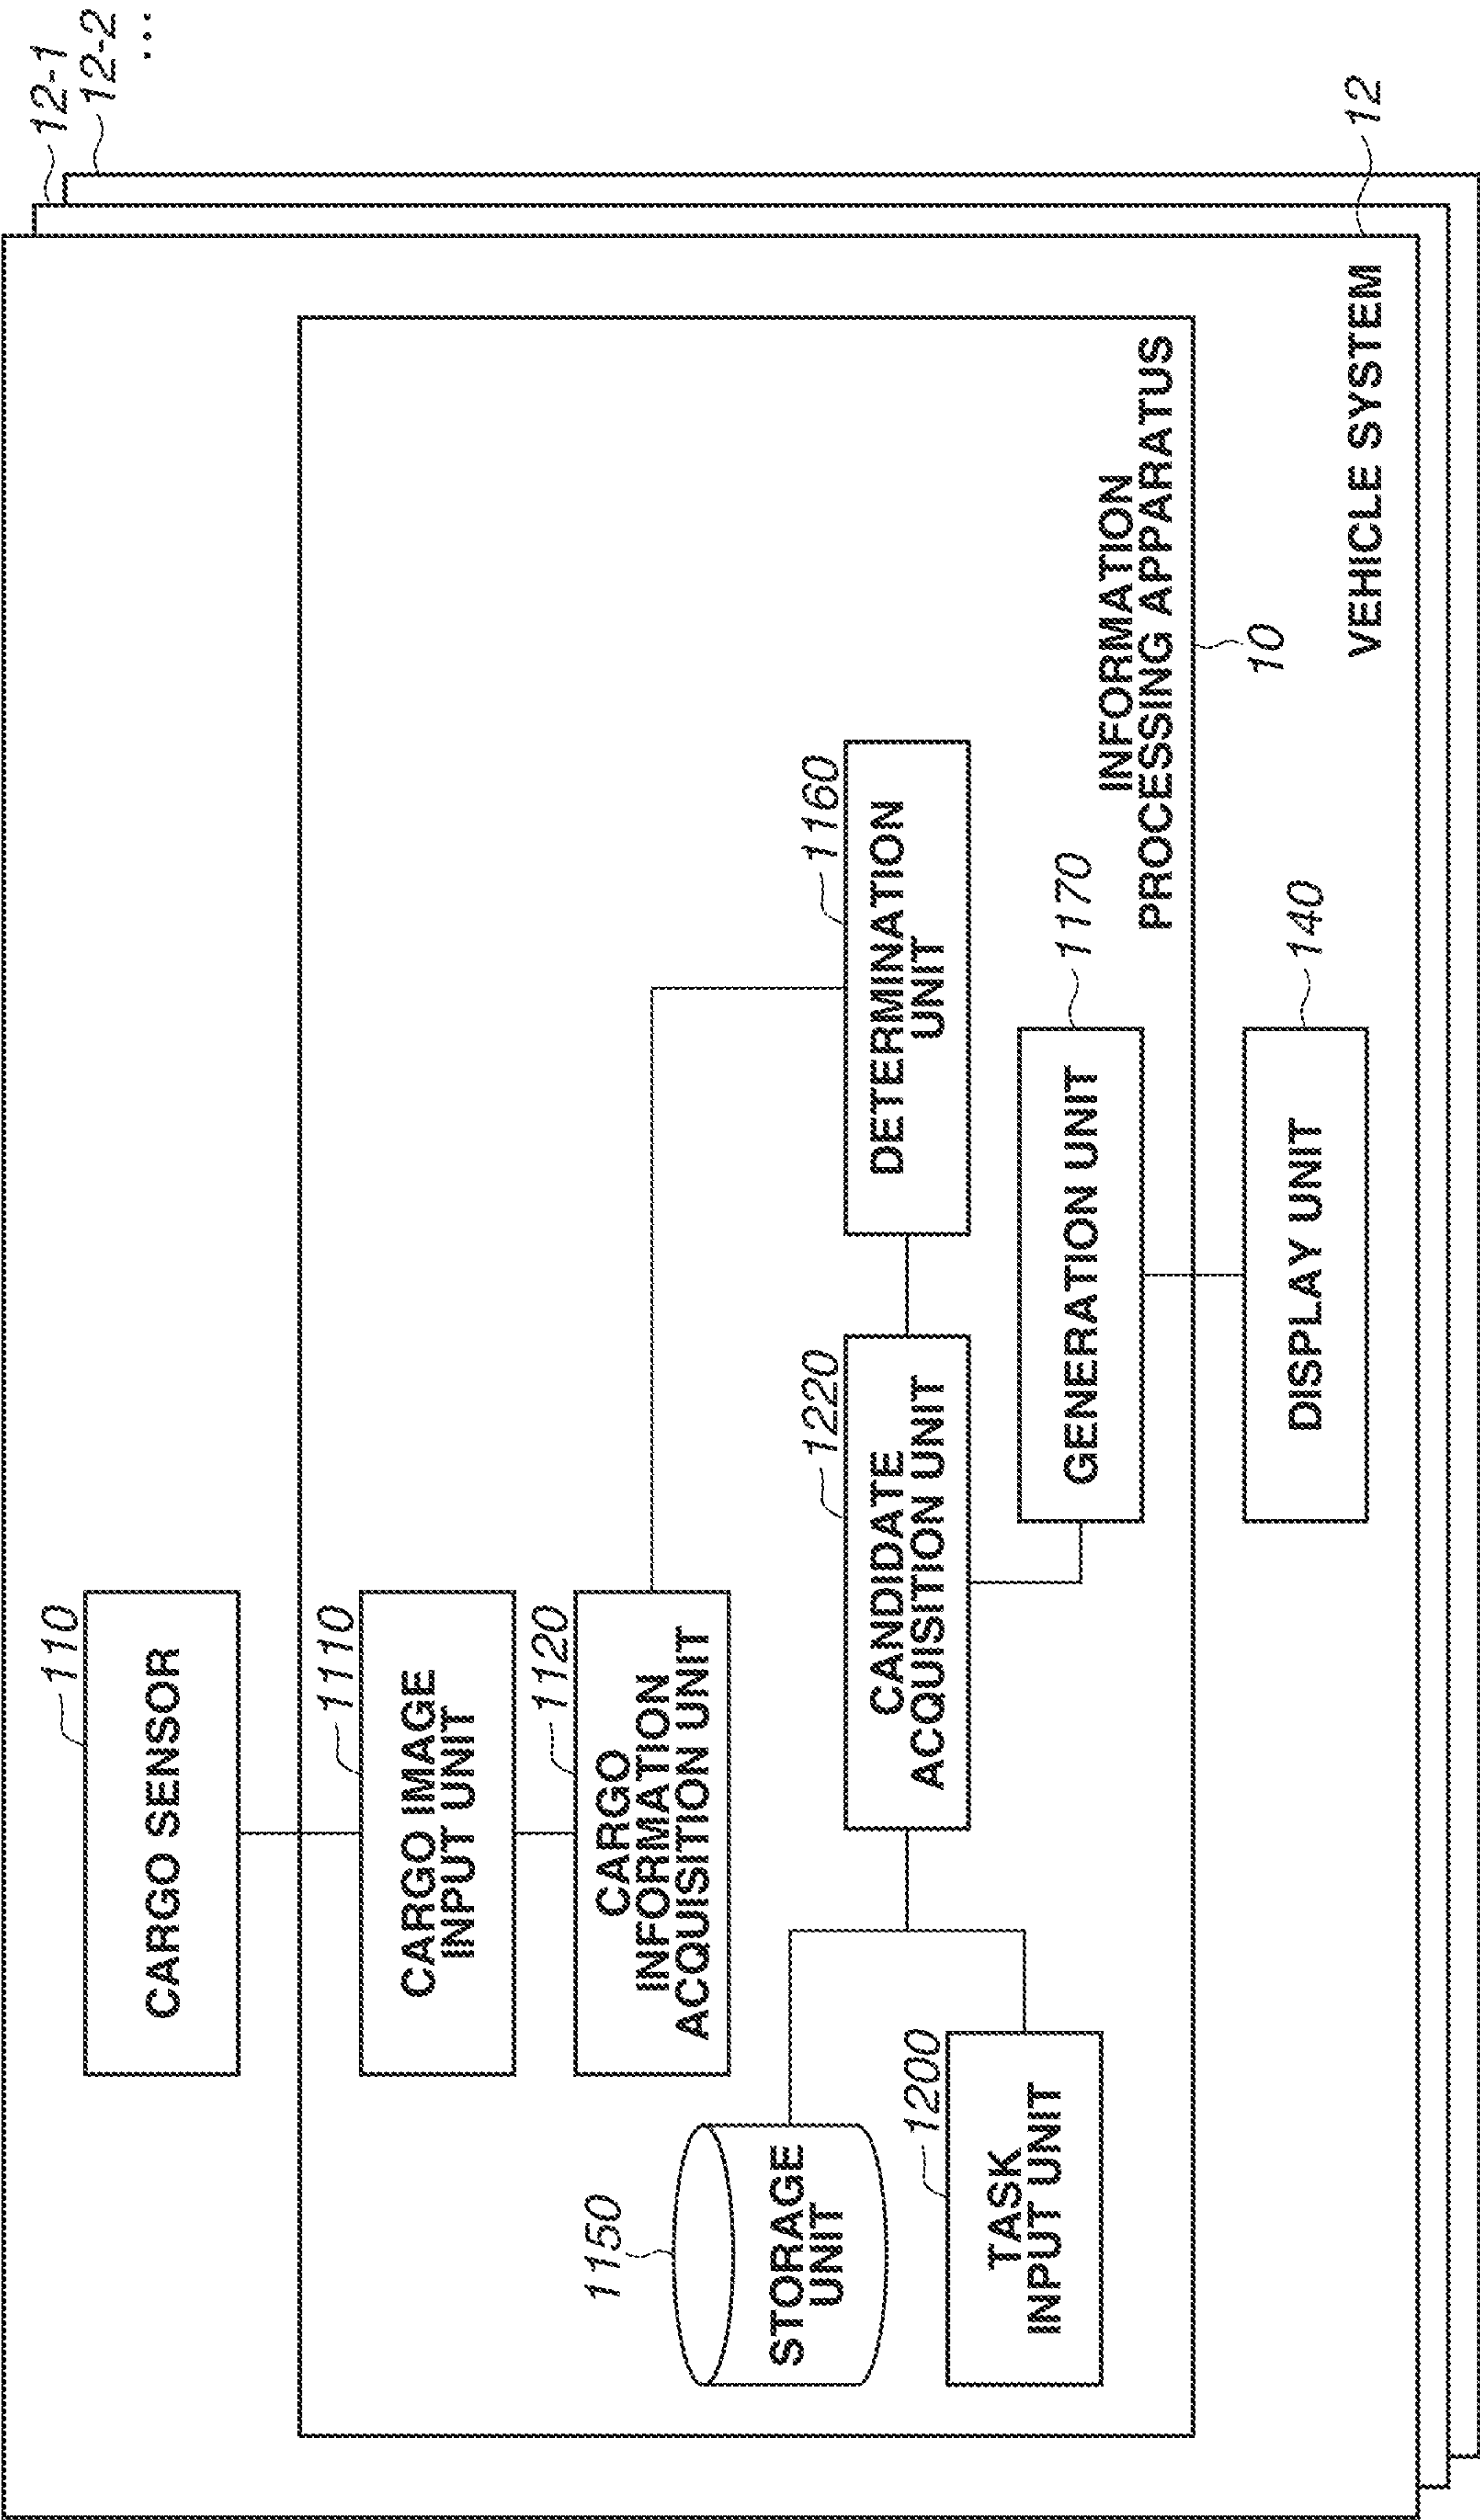 12-1
12-2
...
12
110
CARGO SENSOR
1110
CARGO IMAGE
INPUT UNIT
1120
CARGO
INFORMATION
ACQUISITION UNIT
1150
STORAGE
UNIT
1220
CANDIDATE
ACQUISITION UNIT
1160
DETERMINATION
UNIT
1200
TASK
INPUT UNIT
1170
GENERATION UNIT
INFORMATION
PROCESSING APPARATUS
10
140
DISPLAY UNIT
VEHICLE SYSTEM